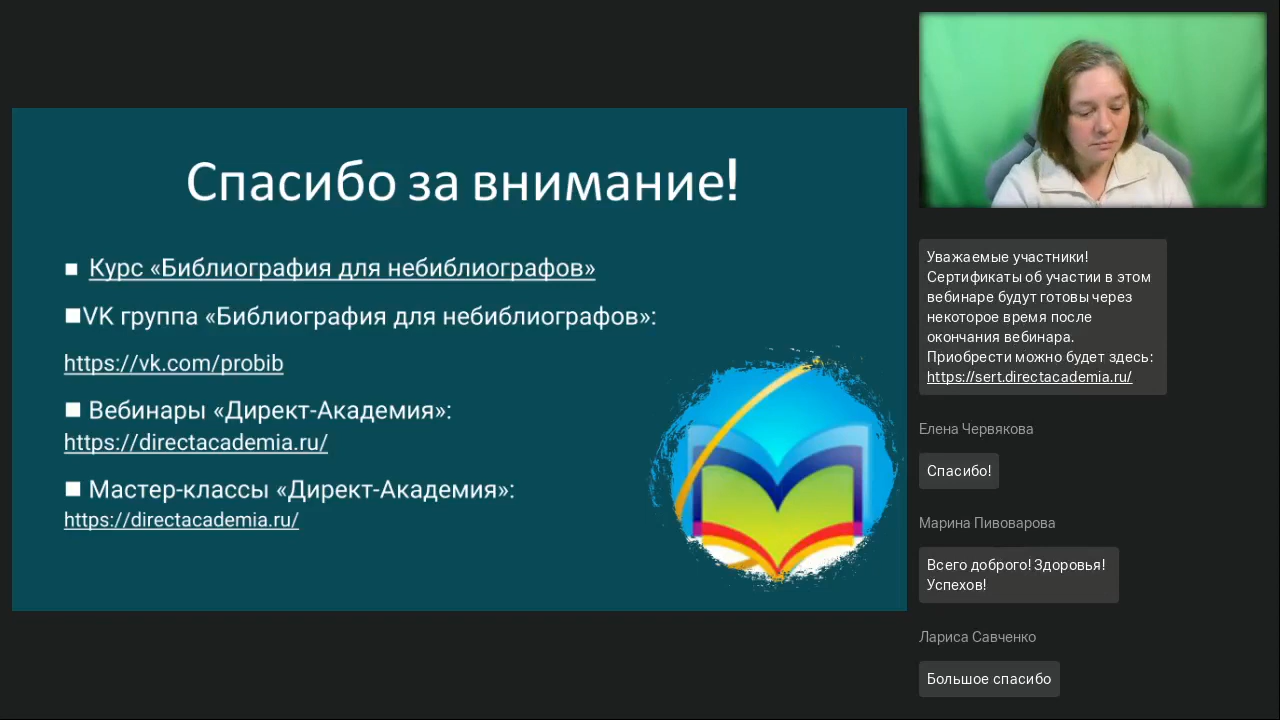 Спасибо за внимание!
■ Курс «Библиография для небиблиографов»
■VK группа «Библиография для небиблиографов»:
https://vk.com/probib
■ Вебинары «Директ-Академия»:
https://directacademia.ru/
■ Мастер-классы «Директ-Академия»:
https://directacademia.ru/
Уважаемые участники!
Сертификаты об участии в этом
вебинаре будут готовы через
некоторое время после
окончания вебинара.
Приобрести можно будет здесь:
https://sert.directacademia.ru/
Елена Червякова
Спасибо!
Марина Пивоварова
Всего доброго! Здоровья!
Успехов!
Лариса Савченко
Большое спасибо